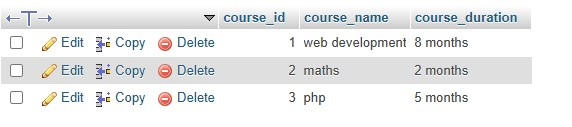 course_id course_name course_duration
Edit Copy Delete 1 web development 8 months
Edit Copy Delete 2 maths 2 months
Edit Copy Delete 3 php 5 months